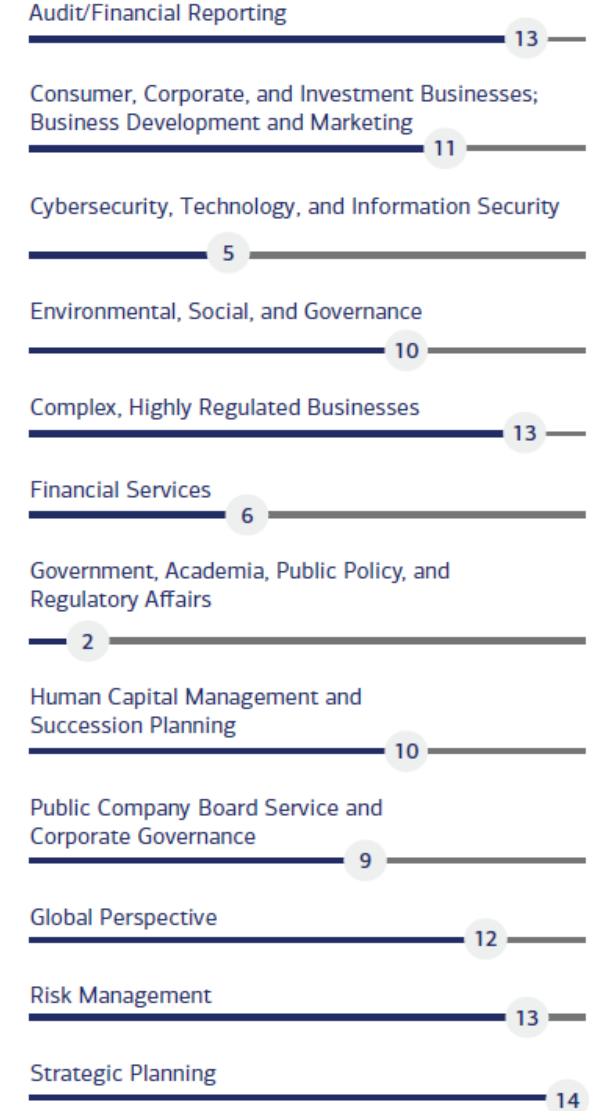 Audit/Financial Reporting
13
Consumer, Corporate, and Investment Businesses;
Business Development and Marketing
11
Cybersecurity, Technology, and Information Security
5
Environmental, Social, and Governance
10
Complex, Highly Regulated Businesses
13
Financial Services
6
Government, Academia, Public Policy, and
Regulatory Affairs
2
Human Capital Management and
Succession Planning
10
Public Company Board Service and
Corporate Governance
9
Global Perspective
12
Risk Management
13
Strategic Planning
14